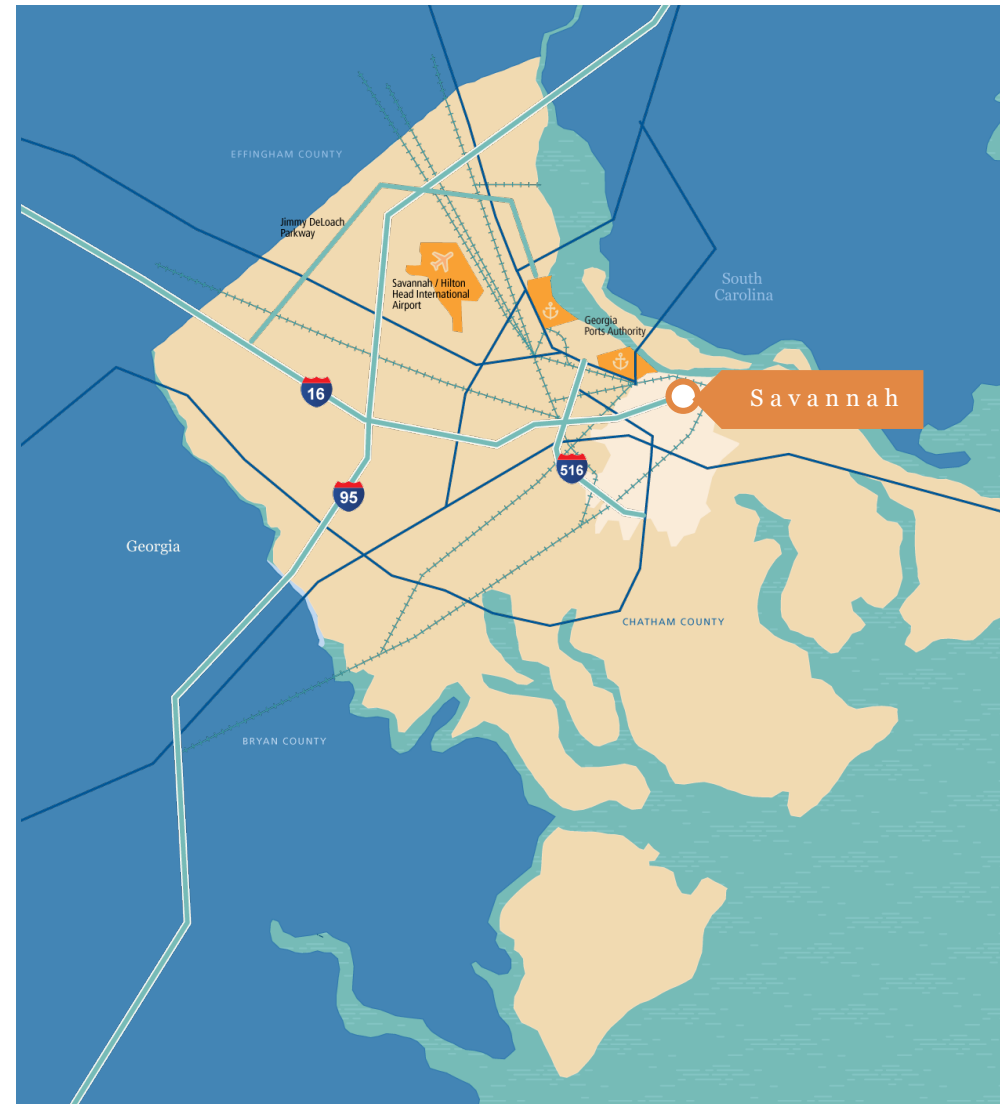 EFFINGHAM COUNTY
Jimmy DeLoach
Parkway
Savannah / Hilton
Head International
Airport
South
Carolina
Georgia
Ports Authority
16
Savannah
516
95
Georgia
CHATHAM COUNTY
BRYAN COUNTY